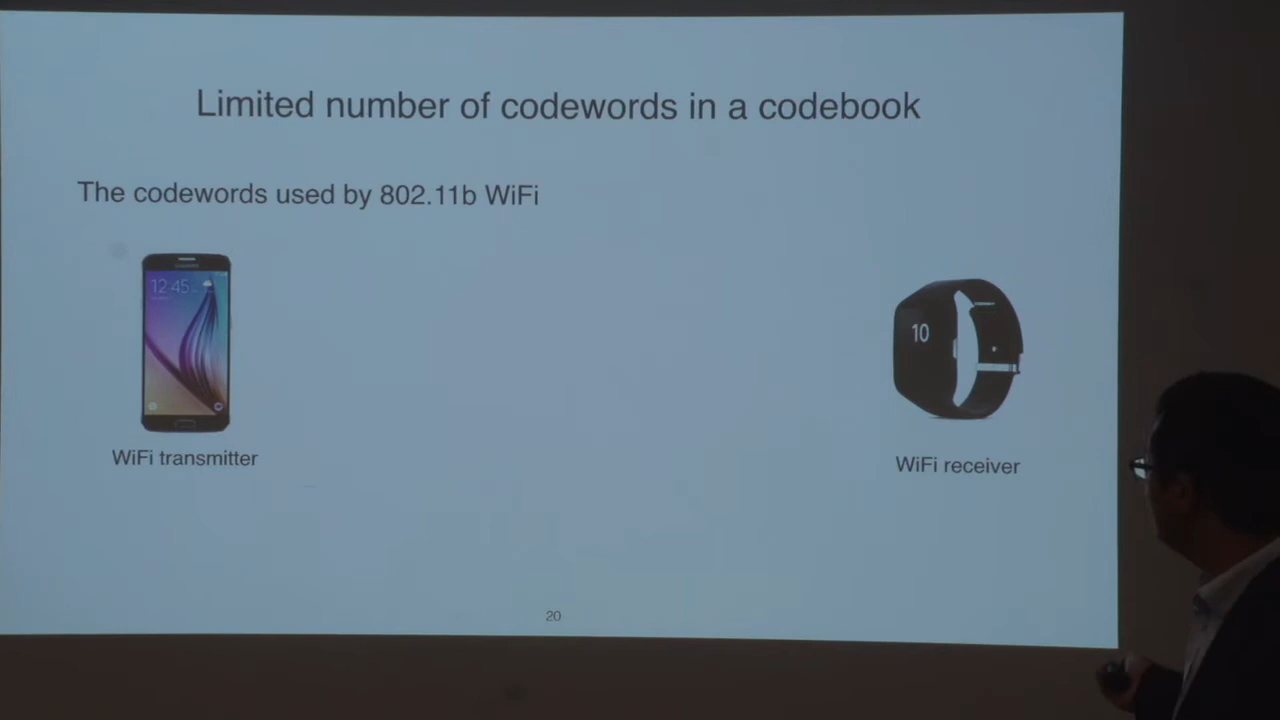 Limited number of codewords in a codebook
The codewords used by 802.11b WiFi
12:45
10
WiFi transmitter
WiFi receiver
20